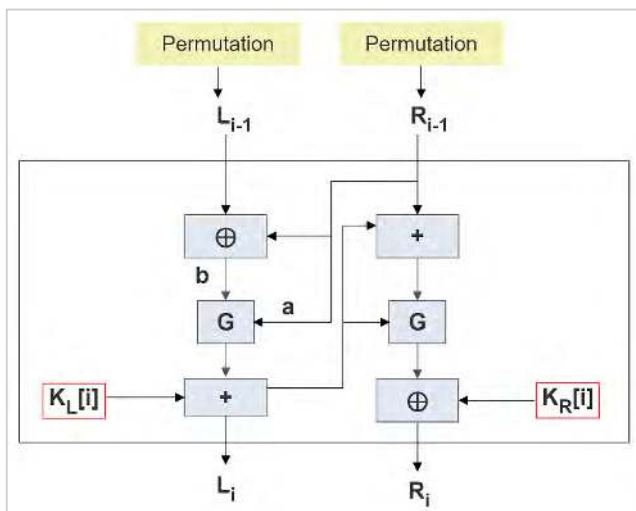 Permutation Permutation
L_{i-1} R_{i-1}
⊕ +
b
G a G
K_L[i] + ⊕ K_R[i]
L_i R_i